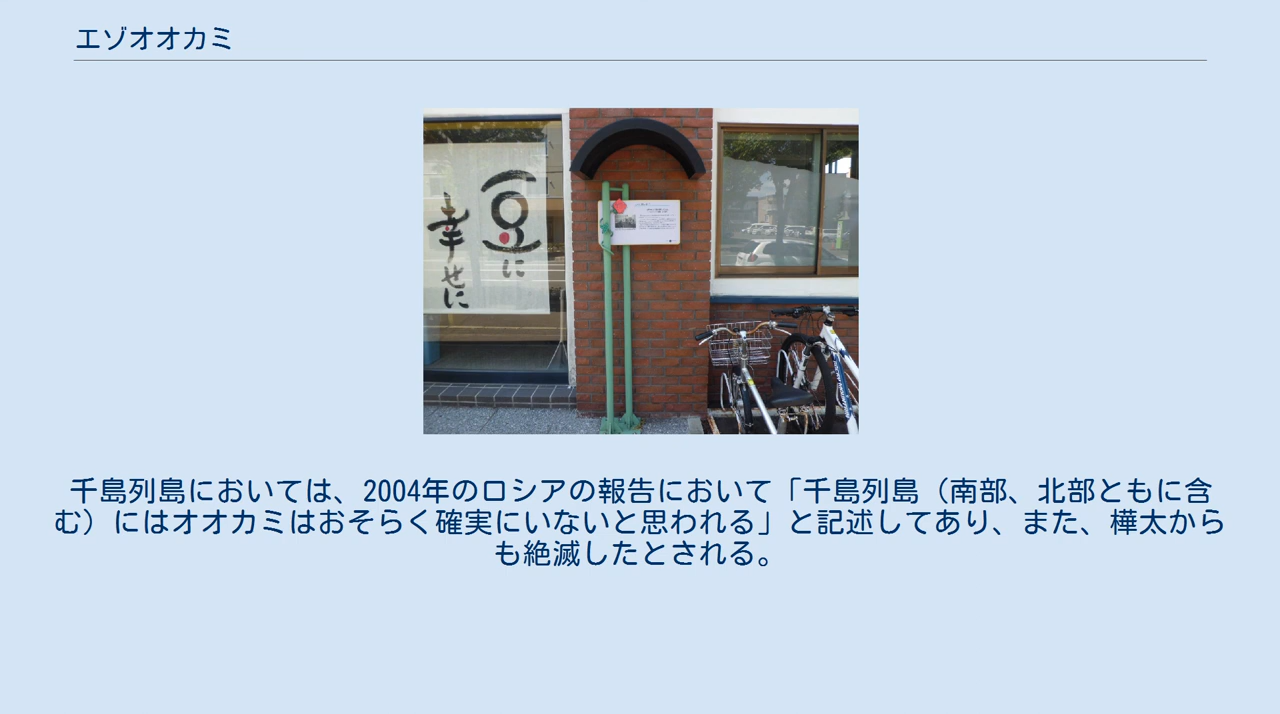 エゾオオカミ
豆に
幸せに
千島列島においては、2004年のロシアの報告において「千島列島（南部、北部ともに含
む）にはオオカミはおそらく確実にいないと思われる」と記述してあり、また、樺太から
も絶滅したとされる。